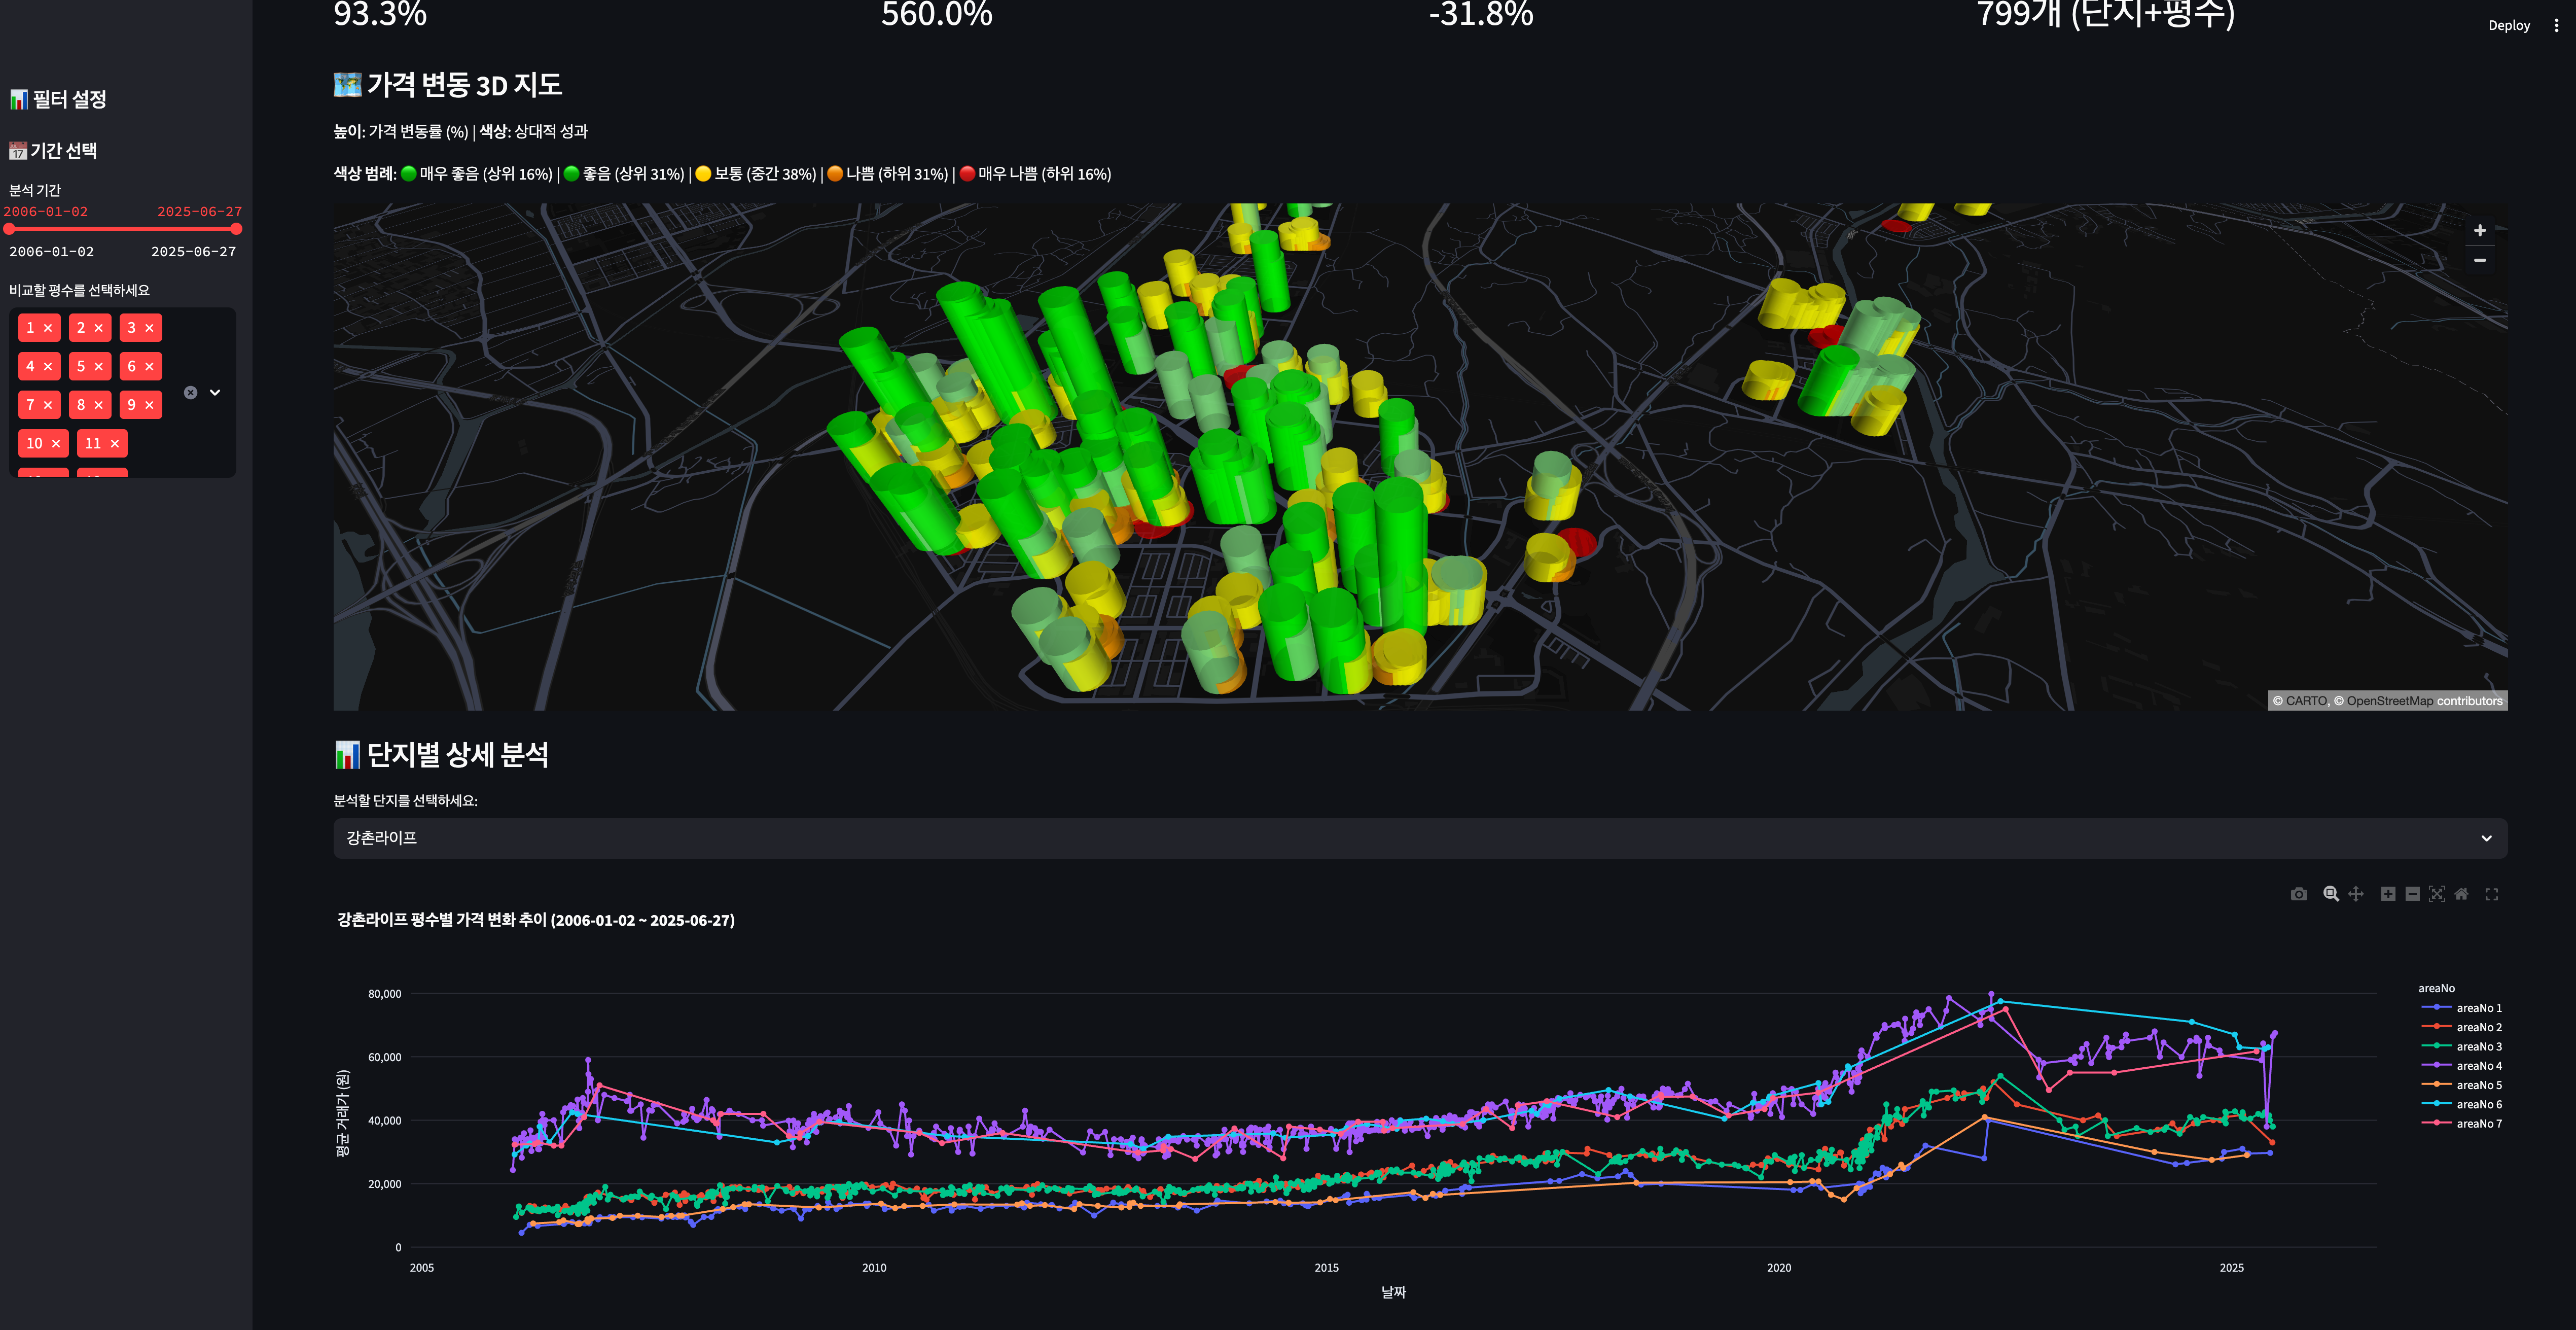 93.3%
560.0%
-31.8%
799개 (단지+평수)
Deploy
필터 설정
17
기간 선택
분석 기간
2006-01-02 2025-06-27
2006-01-02 2025-06-27
비교할 평수를 선택하세요
1 × 2 × 3 ×
4 × 5 × 6 ×
7 × 8 × 9 ×
10 × 11 ×
가격 변동 3D 지도
높이: 가격 변동률 (%) | 색상: 상대적 성과
색상 범례: 매우 좋음 (상위 16%) | 좋음 (상위 31%) | 보통 (중간 38%) | 나쁨 (하위 31%) | 매우 나쁨 (하위 16%)
© CARTO, © OpenStreetMap contributors
단지별 상세 분석
분석할 단지를 선택하세요:
강촌라이프
강촌라이프 평수별 가격 변화 추이 (2006-01-02 ~ 2025-06-27)
평균 거래가 (원)
80,000
60,000
40,000
20,000
0
2005 2010 2015 2020 2025
날짜
areaNo
areaNo 1
areaNo 2
areaNo 3
areaNo 4
areaNo 5
areaNo 6
areaNo 7